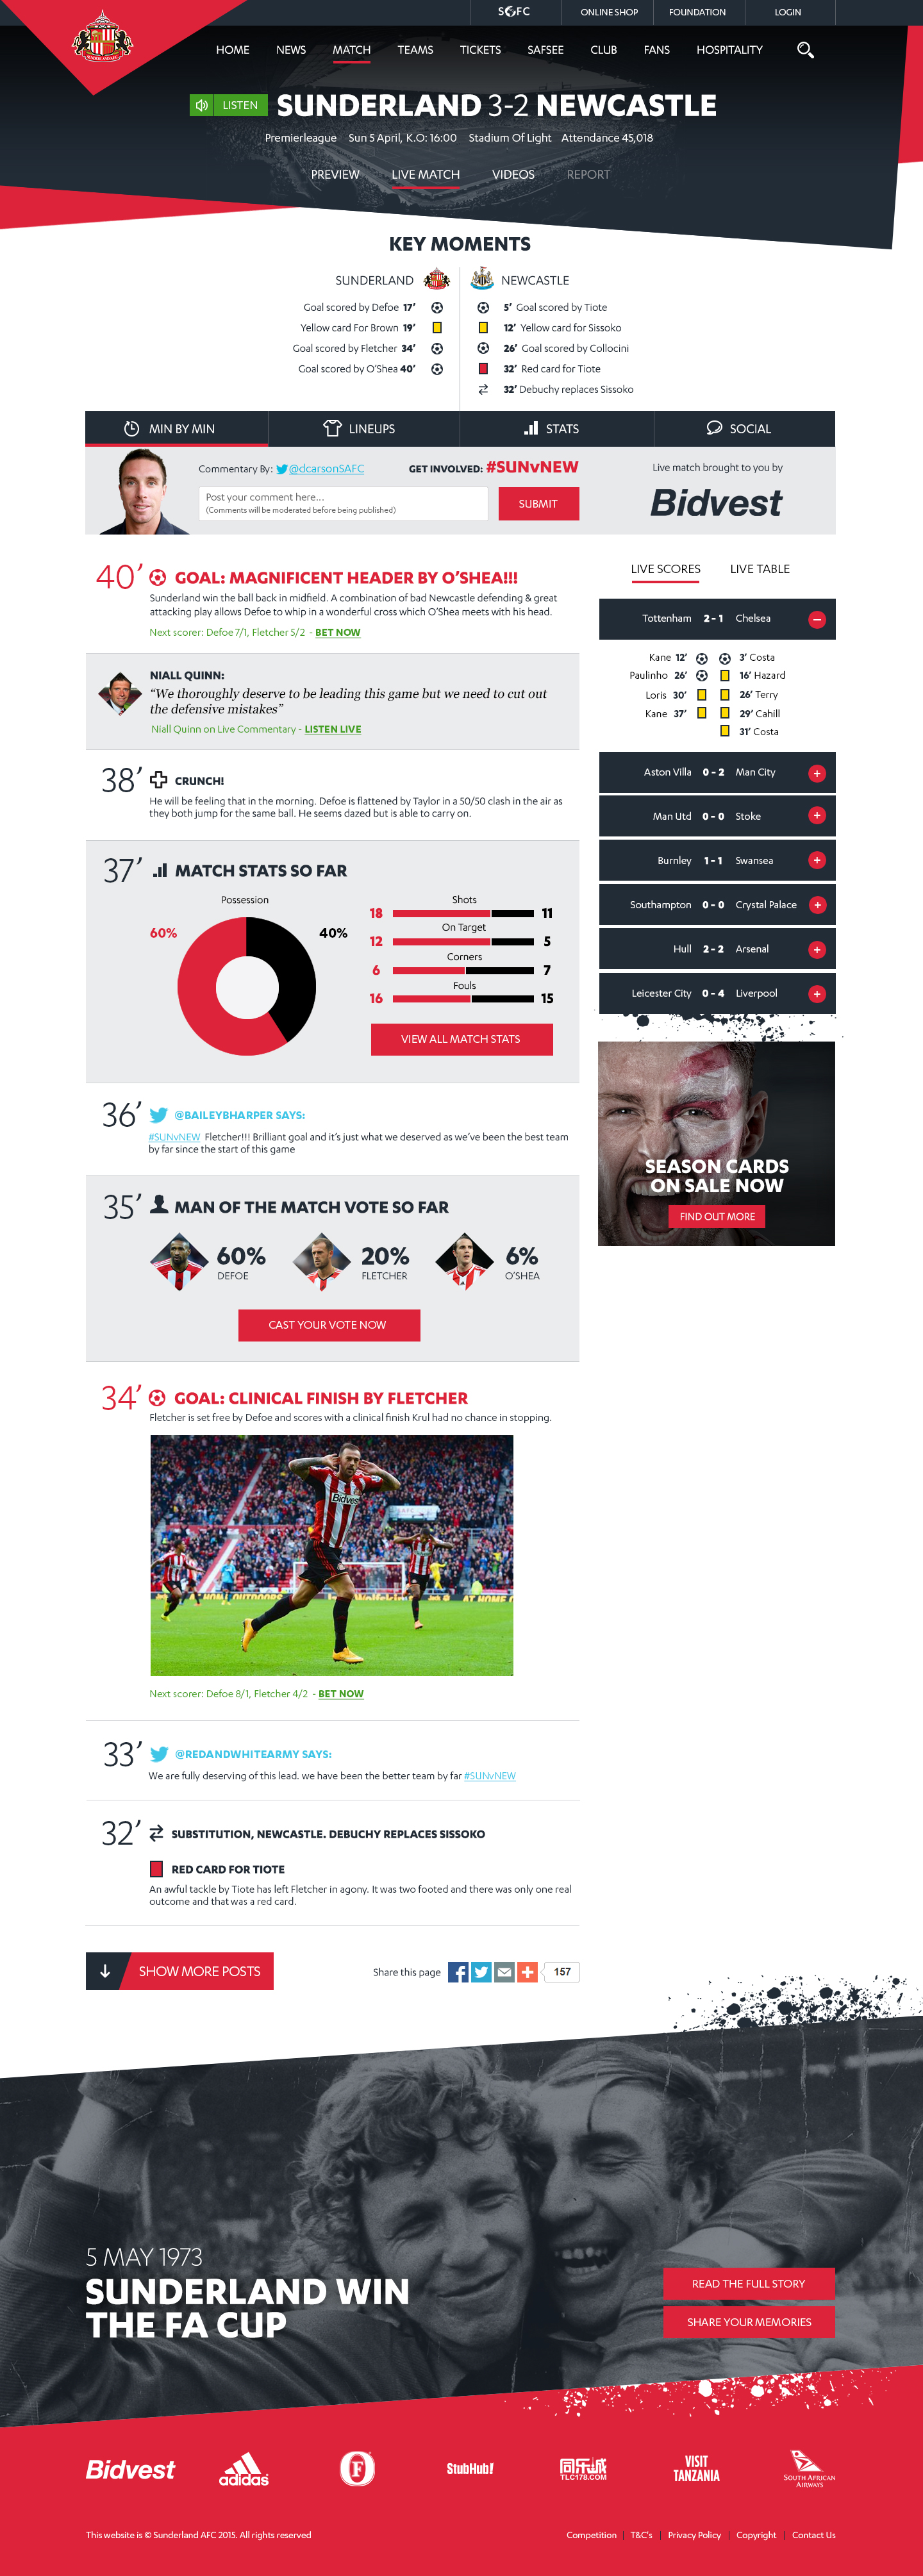 SAFC
ONLINE SHOP
FOUNDATION
LOGIN
HOME
NEWS
MATCH
TEAMS
TICKETS
SAFSEE
CLUB
FANS
HOSPITALITY
LISTEN
SUNDERLAND 3-2 NEWCASTLE
Premierleague Sun 5 April, K.O: 16:00 Stadium Of Light Attendance 45,018
PREVIEW
LIVE MATCH
VIDEOS
REPORT
KEY MOMENTS
SUNDERLAND
Goal scored by Defoe 17’
Yellow card For Brown 19’
Goal scored by Fletcher 34’
Goal scored by O’Shea 40’
NEWCASTLE
5’ Goal scored by Tiote
12’ Yellow card for Sissoko
26’ Goal scored by Collocini
32’ Red card for Tiote
32’ Debuchy replaces Sissoko
MIN BY MIN
LINEUPS
STATS
SOCIAL
Commentary By: @dcarsonSAFC
GET INVOLVED: #SUNvNEW
Post your comment here...
(Comments will be moderated before being published)
SUBMIT
Live match brought to you by
Bidvest
40’ GOAL: MAGNIFICENT HEADER BY O’SHEA!!!
Sunderland win the ball back in midfield. A combination of bad Newcastle defending & great
attacking play allows Defoe to whip in a wonderful cross which O’Shea meets with his head.
Next scorer: Defoe 7/1, Fletcher 5/2 - BET NOW
NIALL QUINN:
“We thoroughly deserve to be leading this game but we need to cut out
the defensive mistakes”
Niall Quinn on Live Commentary - LISTEN LIVE
38’ CRUNCH!
He will be feeling that in the morning. Defoe is flattened by Taylor in a 50/50 clash in the air as
they both jump for the same ball. He seems dazed but is able to carry on.
37’ MATCH STATS SO FAR
Possession
60%
40%
Shots
18 11
On Target
12 5
Corners
6 7
Fouls
16 15
VIEW ALL MATCH STATS
36’ @BAILEYBHARPER SAYS:
#SUNvNEW Fletcher!!! Brilliant goal and it’s just what we deserved as we’ve been the best team
by far since the start of this game
35’ MAN OF THE MATCH VOTE SO FAR
60%
DEFOE
20%
FLETCHER
6%
O’SHEA
CAST YOUR VOTE NOW
34’ GOAL: CLINICAL FINISH BY FLETCHER
Fletcher is set free by Defoe and scores with a clinical finish Krul had no chance in stopping.
Bidvest
Next scorer: Defoe 8/1, Fletcher 4/2 - BET NOW
33’ @REDANDWHITEARMY SAYS:
We are fully deserving of this lead. we have been the better team by far #SUNvNEW
32’ SUBSTITUTION, NEWCASTLE. DEBUCHY REPLACES SISSOKO
RED CARD FOR TIOTE
An awful tackle by Tiote has left Fletcher in agony. It was two footed and there was only one real
outcome and that was a red card.
SHOW MORE POSTS
Share this page
157
LIVE SCORES
LIVE TABLE
Tottenham 2 - 1 Chelsea
Kane 12’ 3’ Costa
Paulinho 26’ 16’ Hazard
Loris 30’ 26’ Terry
Kane 37’ 29’ Cahill
31’ Costa
Aston Villa 0 - 2 Man City
Man Utd 0 - 0 Stoke
Burnley 1 - 1 Swansea
Southampton 0 - 0 Crystal Palace
Hull 2 - 2 Arsenal
Leicester City 0 - 4 Liverpool
SEASON CARDS
ON SALE NOW
FIND OUT MORE
5 MAY 1973
SUNDERLAND WIN
THE FA CUP
READ THE FULL STORY
SHARE YOUR MEMORIES
Bidvest
adidas
F
StubHub!
同乐诚
TLC178.COM
VISIT
TANZANIA
SOUTH AFRICAN
AIRWAYS
This website is © Sunderland AFC 2015. All rights reserved
Competition | T&C's | Privacy Policy | Copyright | Contact Us